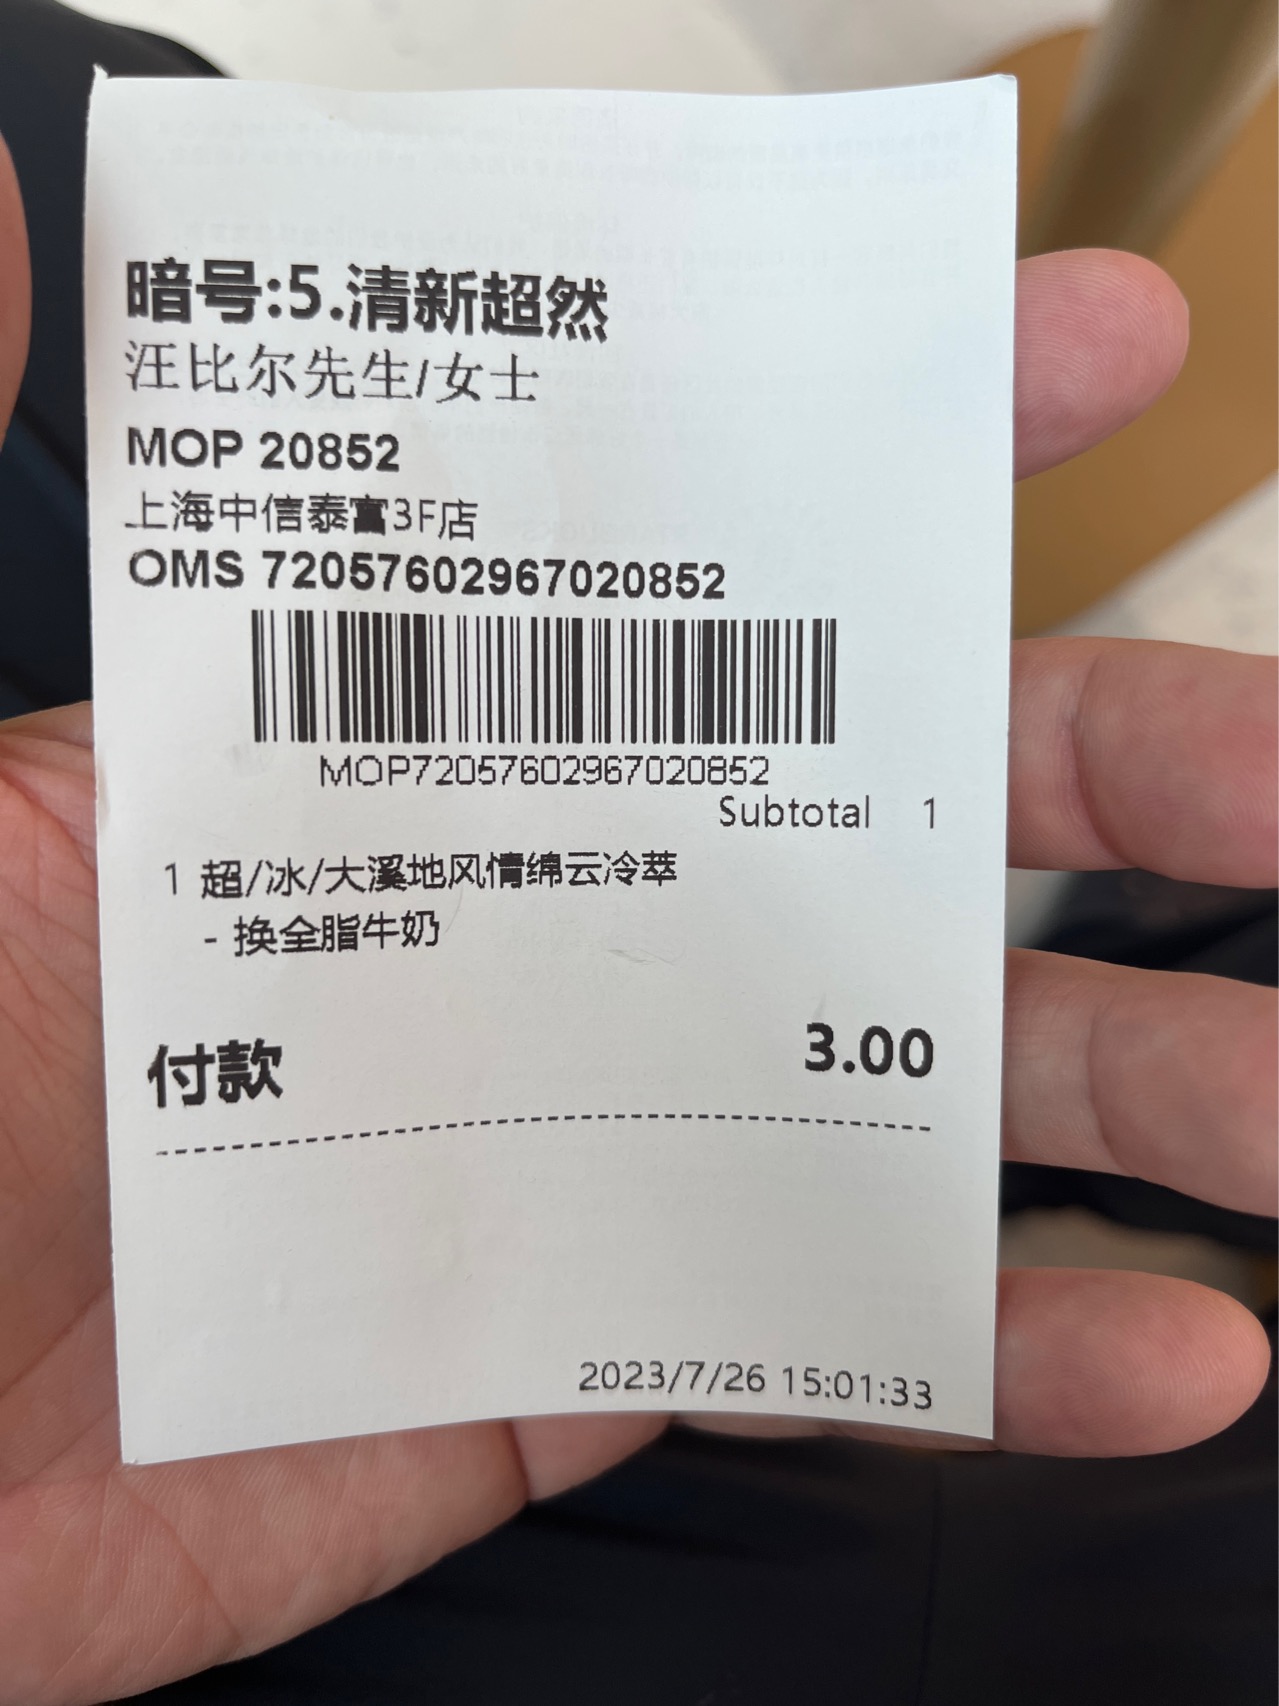 暗号:5.清新超然
汪比尔先生/女士
MOP 20852
上海中信泰富3F店
OMS 72057602967020852
MOP72057602967020852
Subtotal 1
1 超/冰/大溪地风情绵云冷萃
- 换全脂牛奶
付款 3.00
2023/7/26 15:01:33